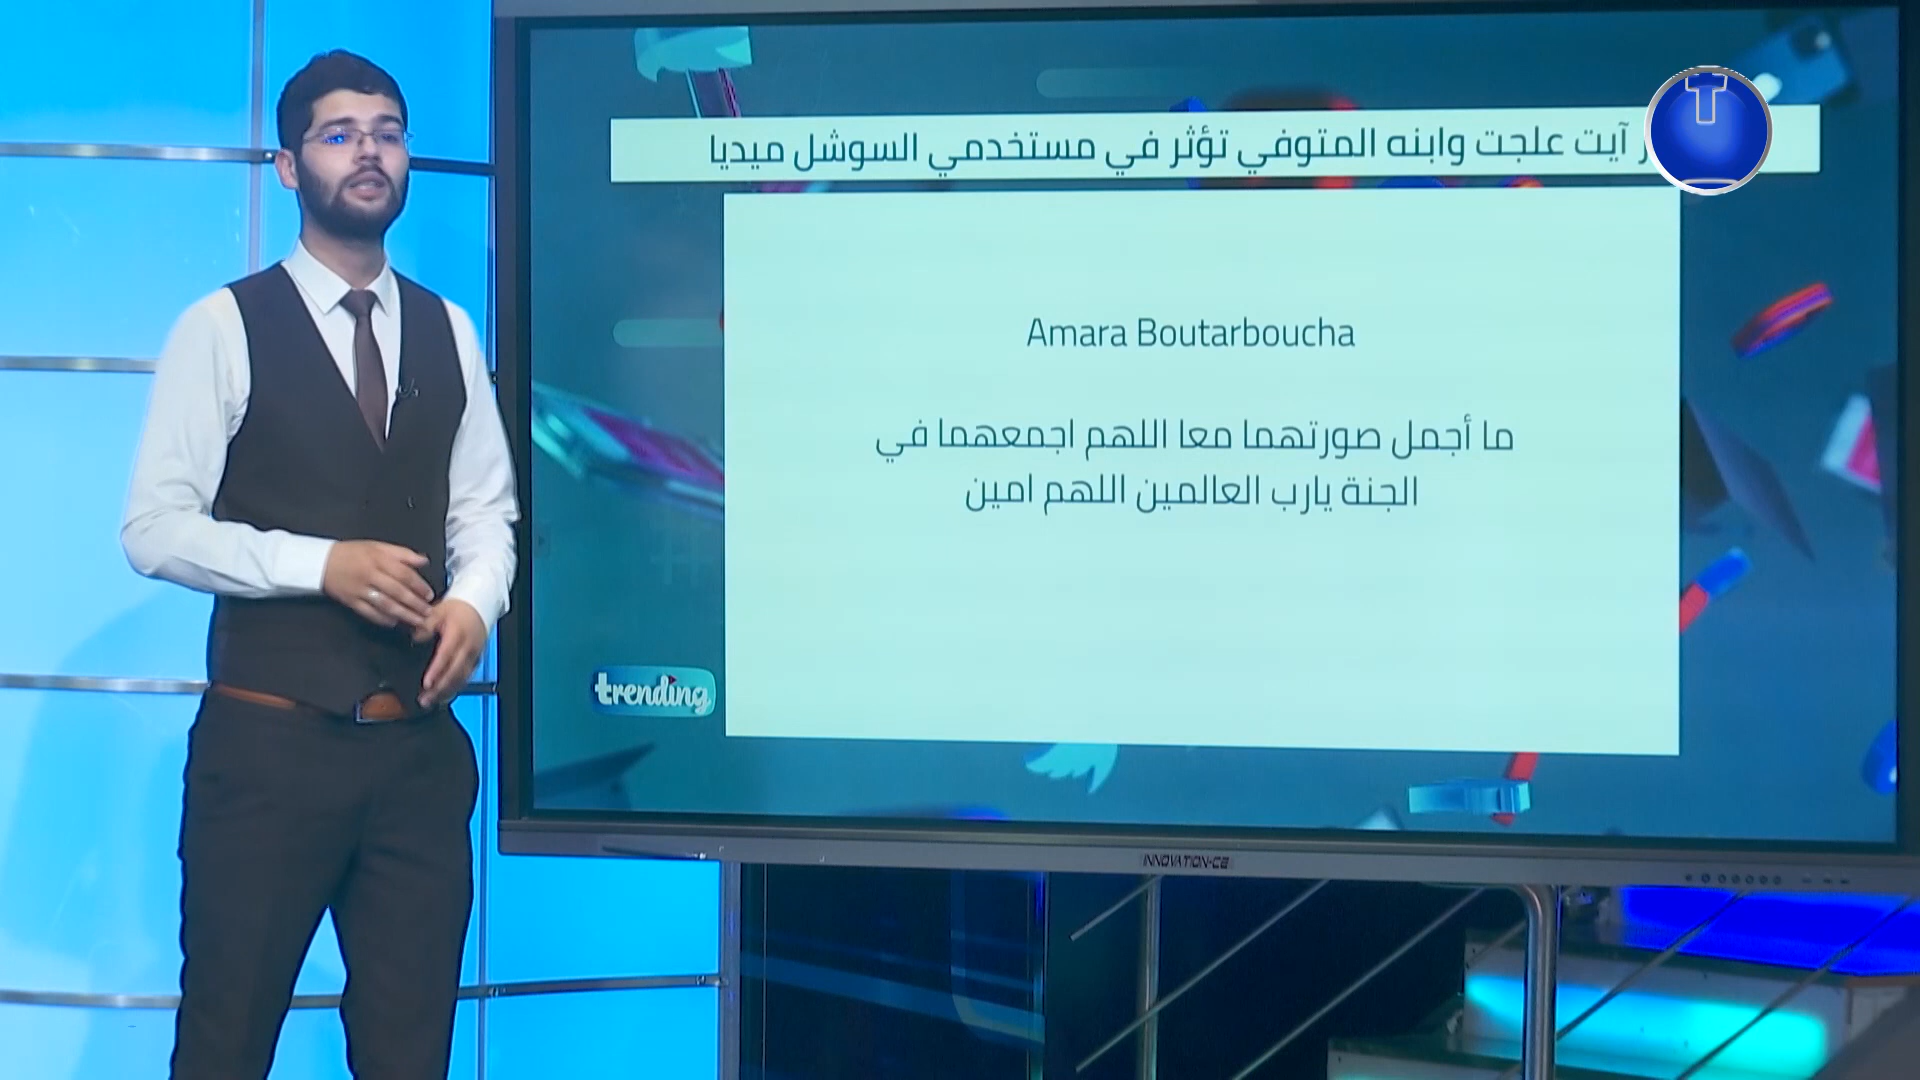 آيت علجت وابنه المتوفي تؤثر في مستخدمي السوشل ميديا
Amara Boutarboucha
ما أجمل صورتهما معا اللهم اجمعهما في
الجنة يارب العالمين اللهم امين
trending
INNOVATION-CE